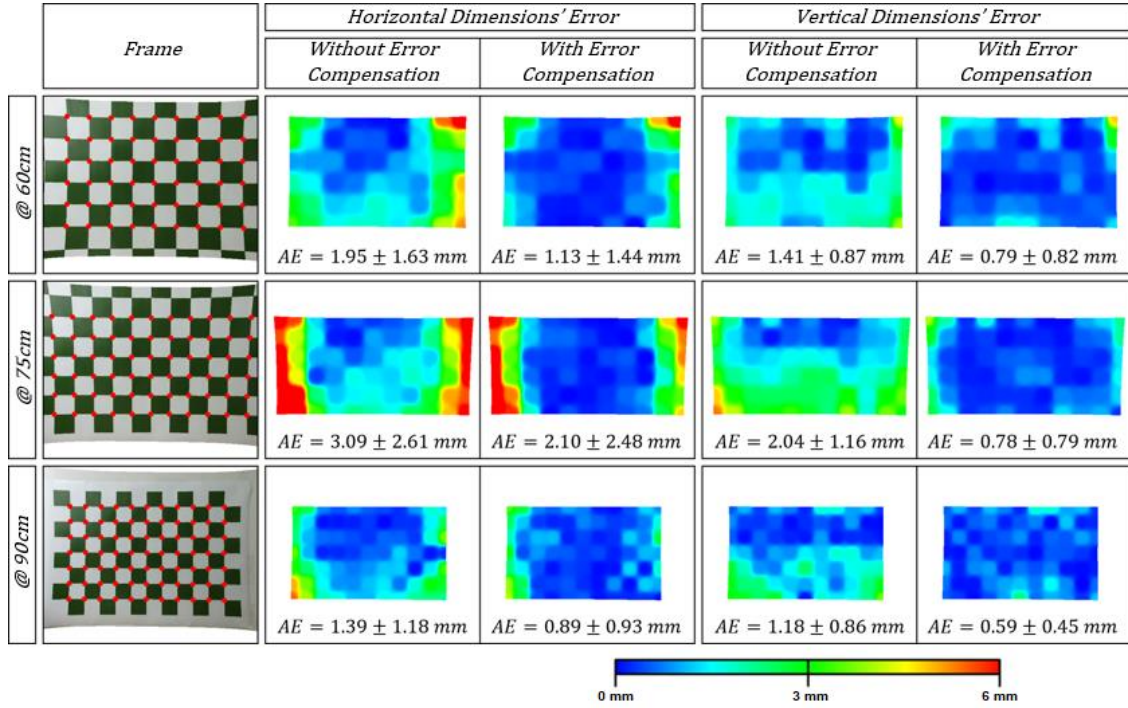 Horizontal Dimensions’ Error
Vertical Dimensions’ Error
Frame
Without Error
Compensation
With Error
Compensation
Without Error
Compensation
With Error
Compensation
@ 60cm
AE = 1.95 ± 1.63 mm
AE = 1.13 ± 1.44 mm
AE = 1.41 ± 0.87 mm
AE = 0.79 ± 0.82 mm
@ 75cm
AE = 3.09 ± 2.61 mm
AE = 2.10 ± 2.48 mm
AE = 2.04 ± 1.16 mm
AE = 0.78 ± 0.79 mm
@ 90cm
AE = 1.39 ± 1.18 mm
AE = 0.89 ± 0.93 mm
AE = 1.18 ± 0.86 mm
AE = 0.59 ± 0.45 mm
0 mm
3 mm
6 mm